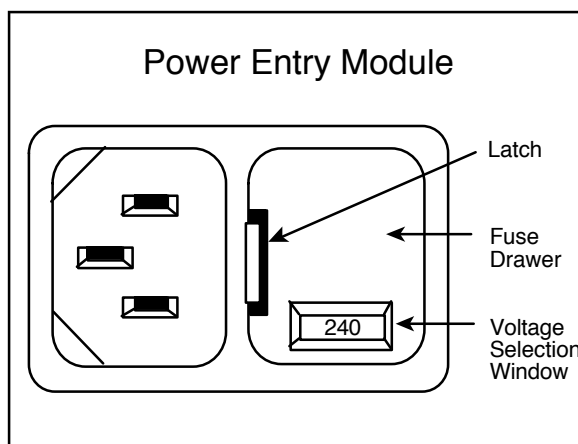 Power Entry Module
Latch
Fuse
Drawer
240
Voltage
Selection
Window